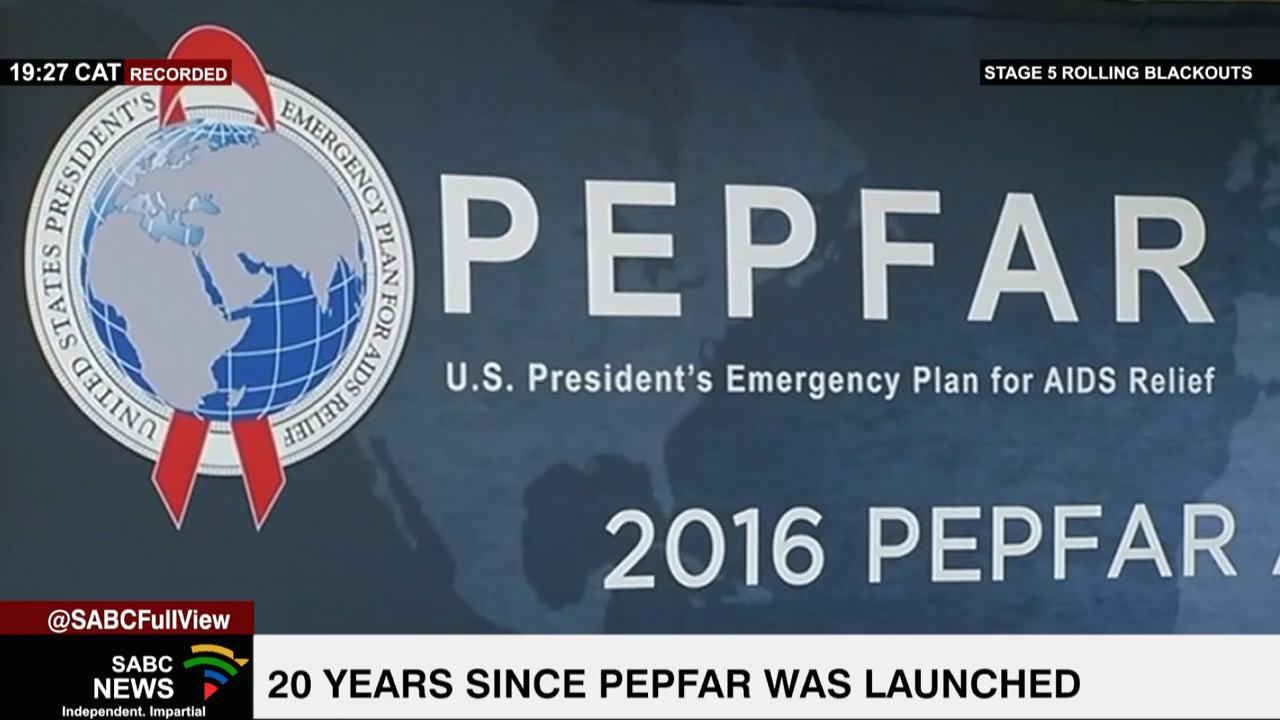 19:27 CAT RECORDED
STAGE 5 ROLLING BLACKOUTS
UNITED STATES PRESIDENT'S EMERGENCY PLAN FOR AIDS RELIEF
PEPFAR
U.S. President's Emergency Plan for AIDS Relief
2016 PEPFAR
@SABCFullView
SABC
NEWS
Independent. Impartial
20 YEARS SINCE PEPFAR WAS LAUNCHED